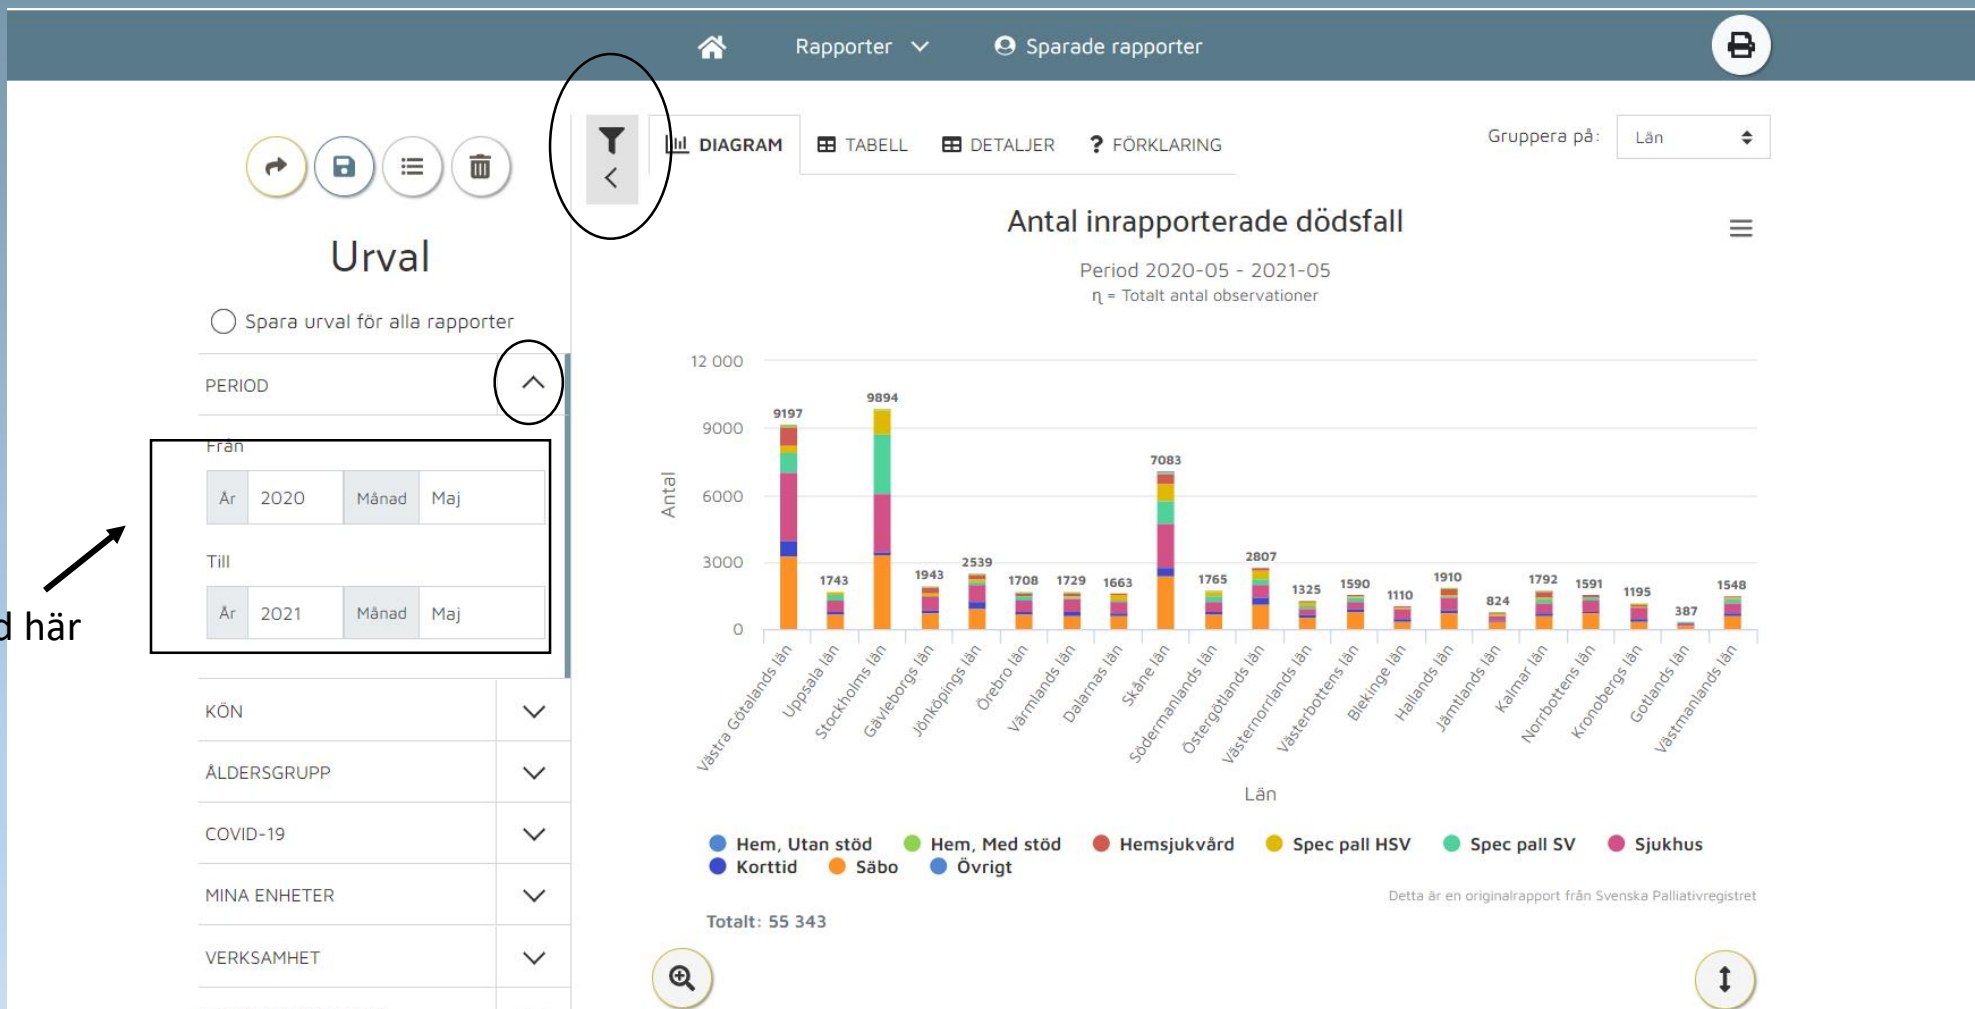 Rapporter
Sparade rapporter
Urval
Spara urval för alla rapporter
PERIOD
Från
År 2020 Månad Maj
Till
År 2021 Månad Maj
här
KÖN
ÅLDERSGRUPP
COVID-19
MINA ENHETER
VERKSAMHET
DIAGRAM TABELL DETALJER ? FÖRKLARING
Gruppera på: Län
Antal inrapporterade dödsfall
Period 2020-05 - 2021-05
η = Totalt antal observationer
Antal
12 000
9000
6000
3000
0
9197 1743 9894 1943 2539 1708 1729 1663 7083 1765 2807 1325 1590 1110 1910 824 1792 1591 1195 387 1548
Västra Götalands län
Uppsala län
Stockholms län
Gävleborgs län
Jönköpings län
Örebro län
Värmlands län
Dalarnas län
Skåne län
Södermanlands län
Östergötlands län
Västernorrlands län
Västerbottens län
Blekinge län
Hallands län
Jämtlands län
Kalmar län
Norrbottens län
Kronobergs län
Gotlands län
Västmanlands län
Län
Hem, Utan stöd Hem, Med stöd Hemsjukvård Spec pall HSV Spec pall SV Sjukhus
Korttid Säbo Övrigt
Detta är en originalrapport från Svenska Palliativregistret
Totalt: 55 343